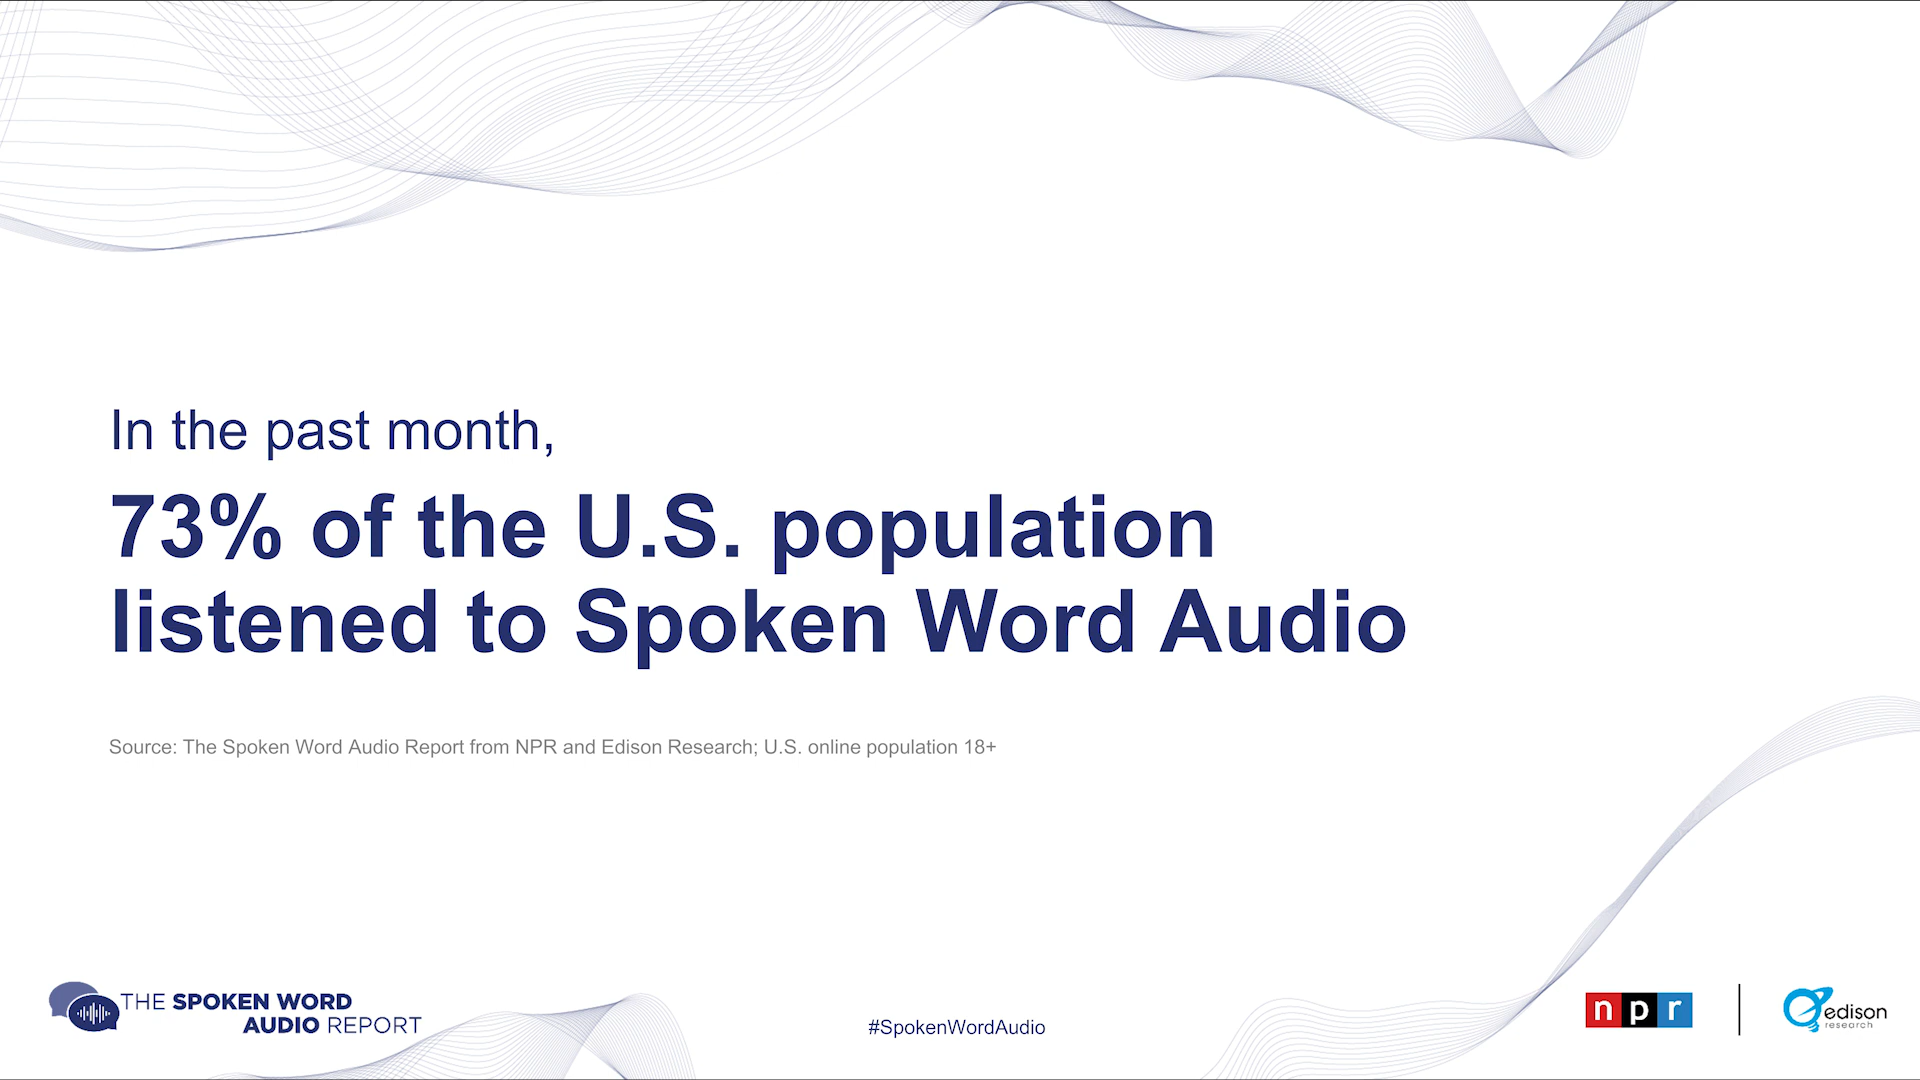 In the past month,
73% of the U.S. population
listened to Spoken Word Audio
Source: The Spoken Word Audio Report from NPR and Edison Research; U.S. online population 18+
THE SPOKEN WORD
AUDIO REPORT
#SpokenWordAudio
npr
edison
research